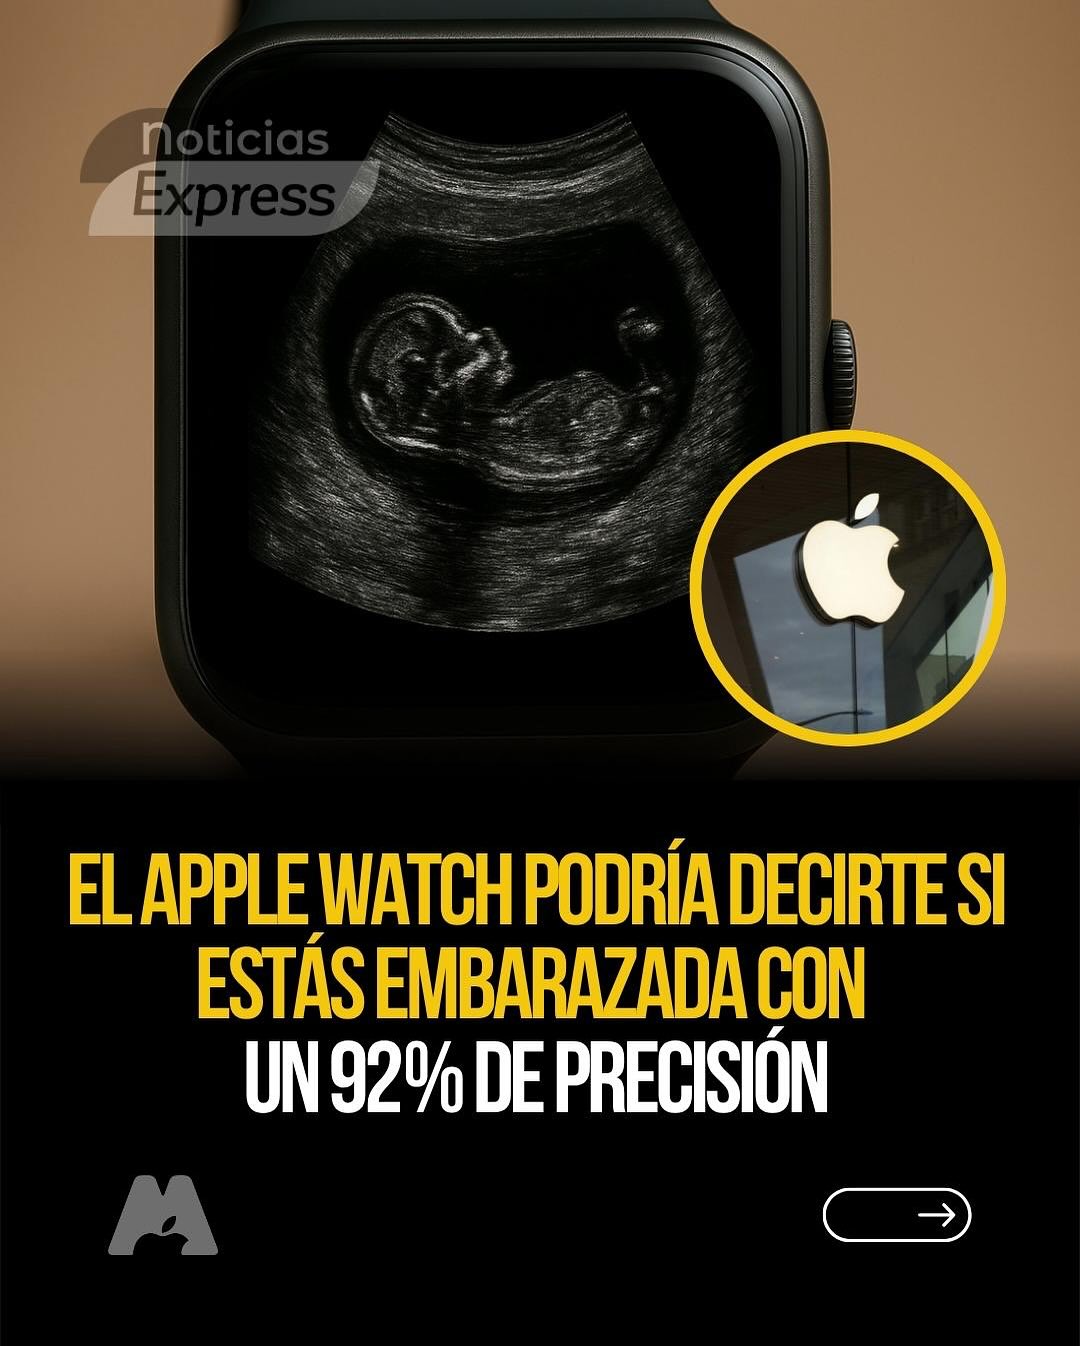 noticias
Express
EL APPLE WATCH PODRÍA DECIRTE SI
ESTÁS EMBARAZADA CON
UN 92% DE PRECISIÓN